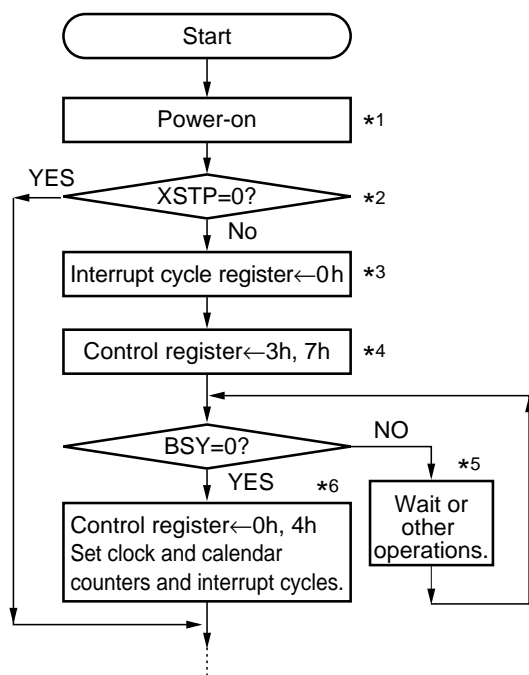 Start
Power-on
*1
YES
XSTP=0?
*2
No
Interrupt cycle register←0h
*3
Control register←3h, 7h
*4
BSY=0?
NO
YES
*6
*5
Control register←0h, 4h
Set clock and calendar
counters and interrupt cycles.
Wait or
other
operations.